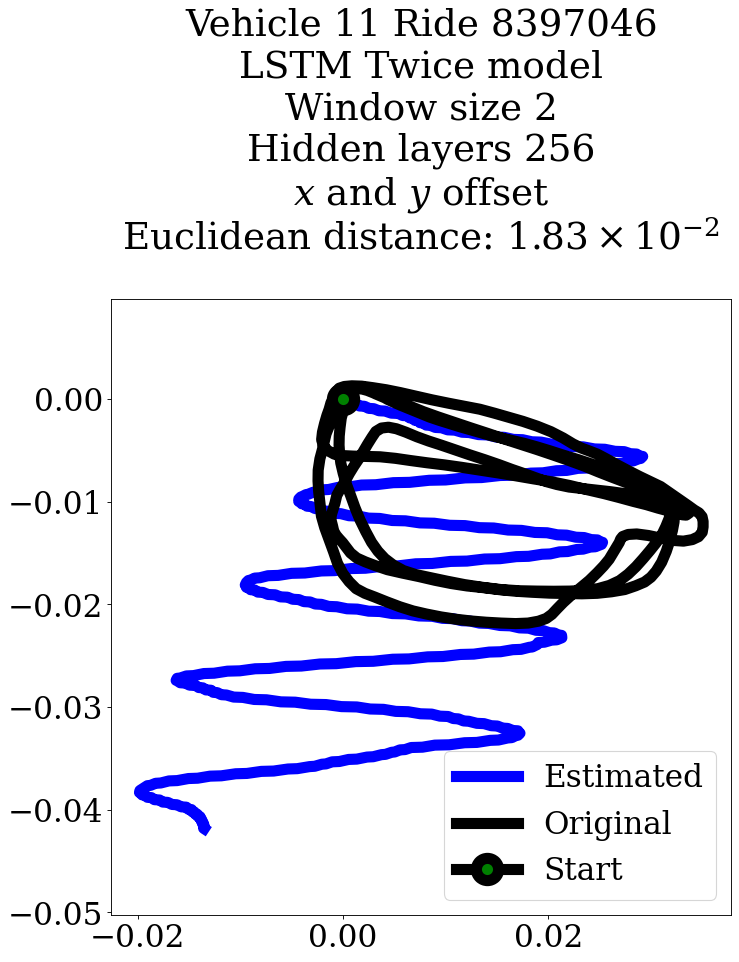 Vehicle 11 Ride 8397046
LSTM Twice model
Window size 2
Hidden layers 256
x and y offset
Euclidean distance: 1.83 × 10⁻²
0.00
−0.01
−0.02
−0.03
−0.04
−0.05
−0.02
0.00
0.02
Estimated
Original
Start